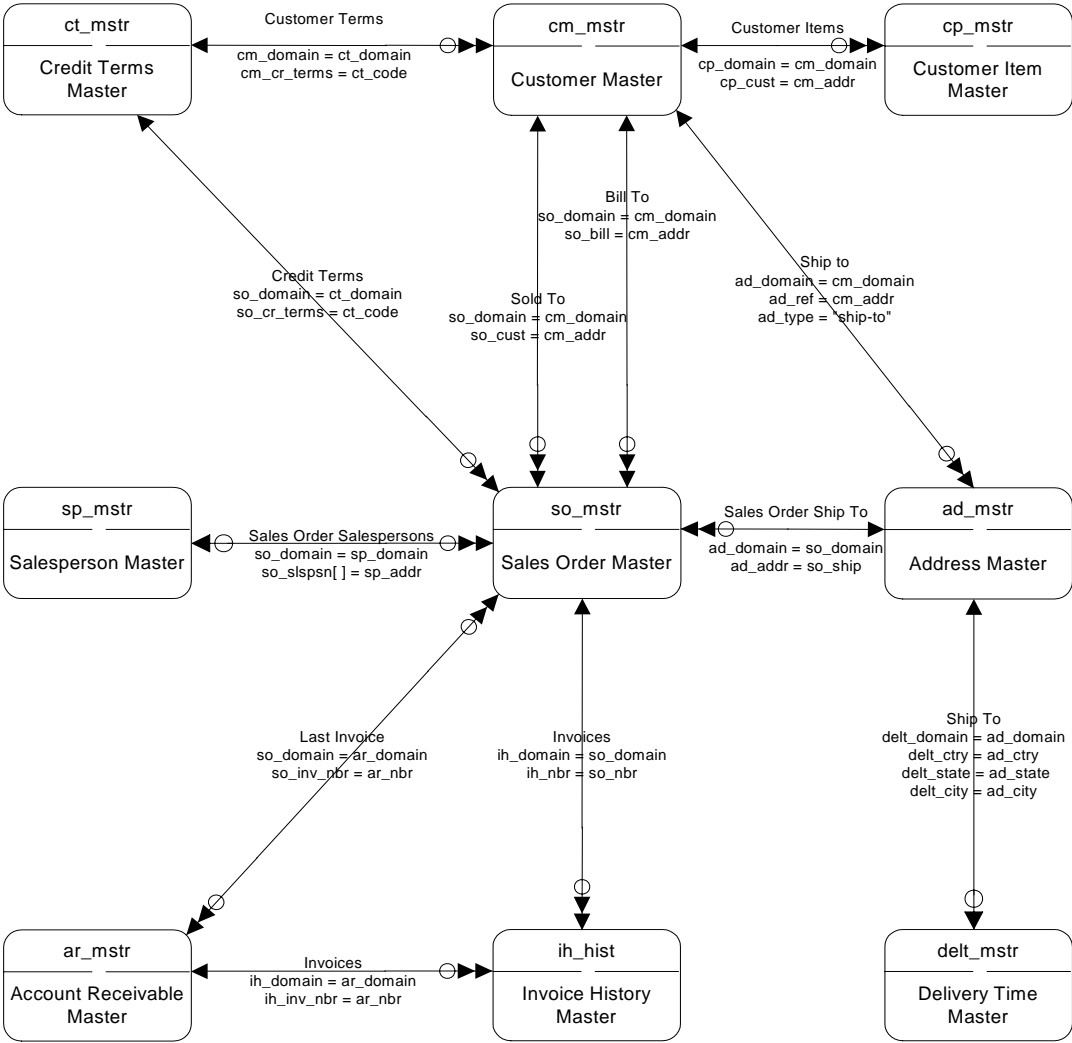 ct_mstr
Credit Terms
Master
Customer Terms
cm_domain = ct_domain
cm_cr_terms = ct_code
cm_mstr
Customer Master
Customer Items
cp_domain = cm_domain
cp_cust = cm_addr
cp_mstr
Customer Item
Master
Bill To
so_domain = cm_domain
so_bill = cm_addr
Ship to
ad_domain = cm_domain
ad_ref = cm_addr
ad_type = "ship-to"
Credit Terms
so_domain = ct_domain
so_cr_terms = ct_code
Sold To
so_domain = cm_domain
so_cust = cm_addr
sp_mstr
Salesperson Master
Sales Order Salespersons
so_domain = sp_domain
so_slspsn[ ] = sp_addr
so_mstr
Sales Order Master
Sales Order Ship To
ad_domain = so_domain
ad_addr = so_ship
ad_mstr
Address Master
Last Invoice
so_domain = ar_domain
so_inv_nbr = ar_nbr
Invoices
ih_domain = so_domain
ih_nbr = so_nbr
Ship To
delt_domain = ad_domain
delt_ctry = ad_ctry
delt_state = ad_state
delt_city = ad_city
ar_mstr
Account Receivable
Master
Invoices
ih_domain = ar_domain
ih_inv_nbr = ar_nbr
ih_hist
Invoice History
Master
delt_mstr
Delivery Time
Master